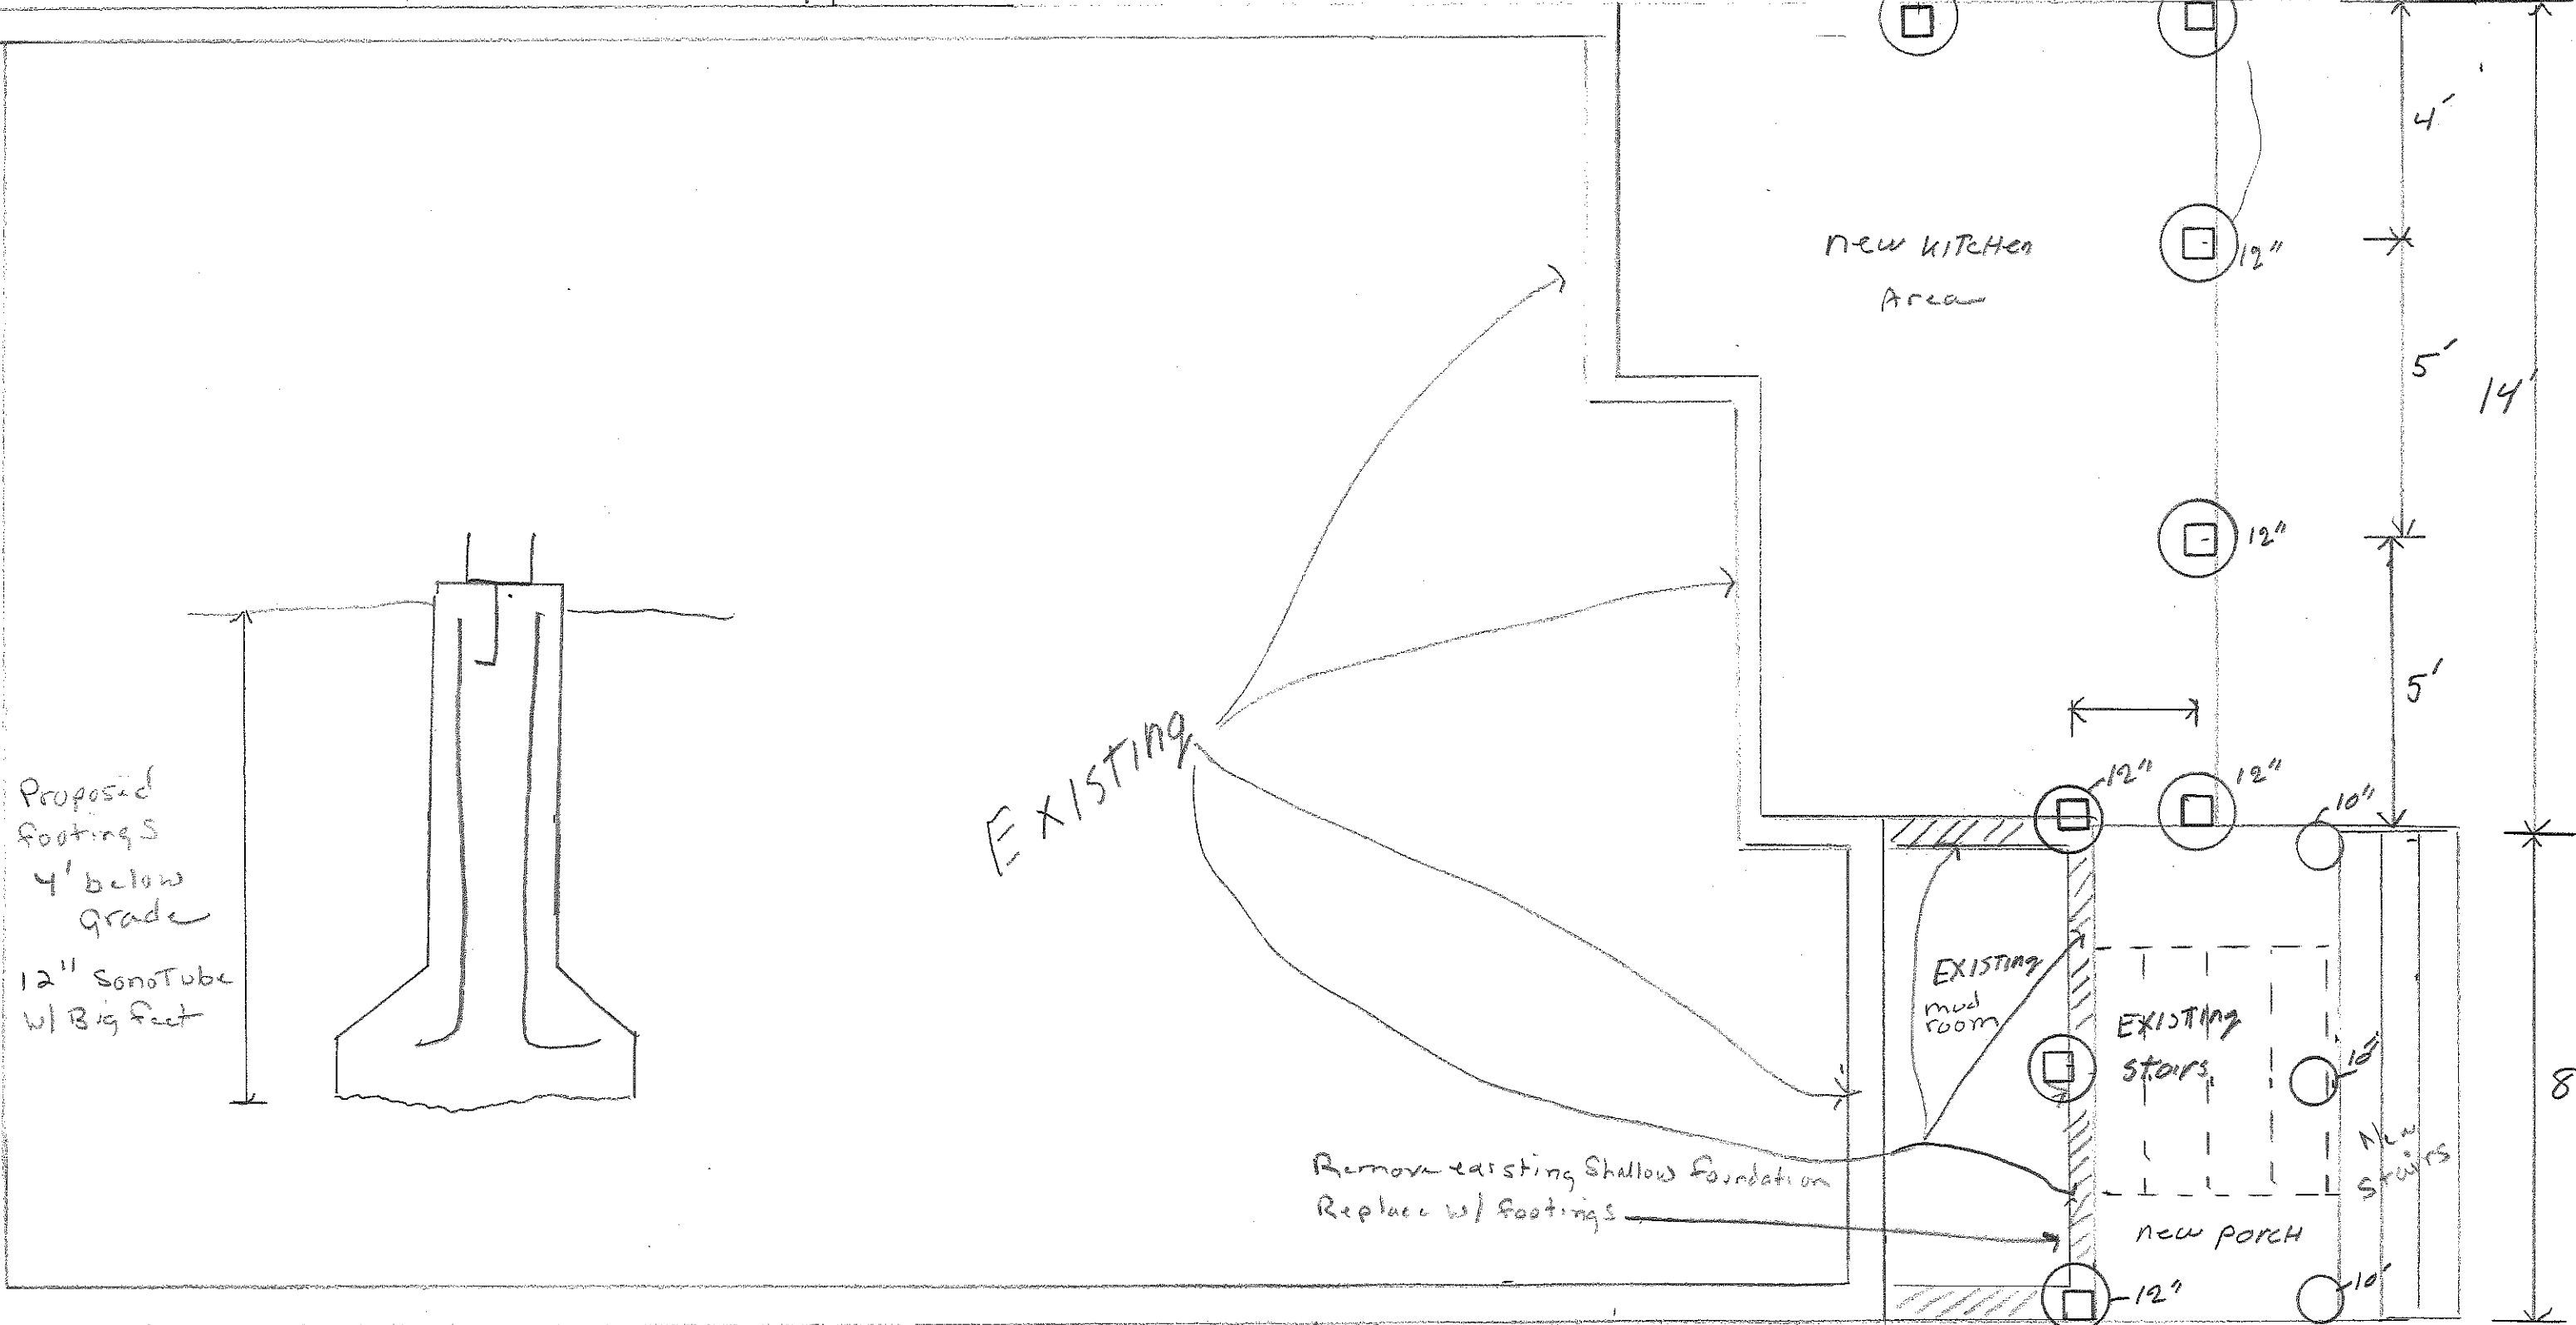 4'
new KITCHen
Area
12"
5'
14'
12"
5'
Existing
12"
12"
10"
Proposed
footings
4' below
grade
12" SonoTube
w/ Big feet
EXISTING
mud
room
EXISTING
stairs
10"
8
New
Stairs
Remove eaisting Shallow foundation
Replace w/ footings
new PORCH
12"
10'